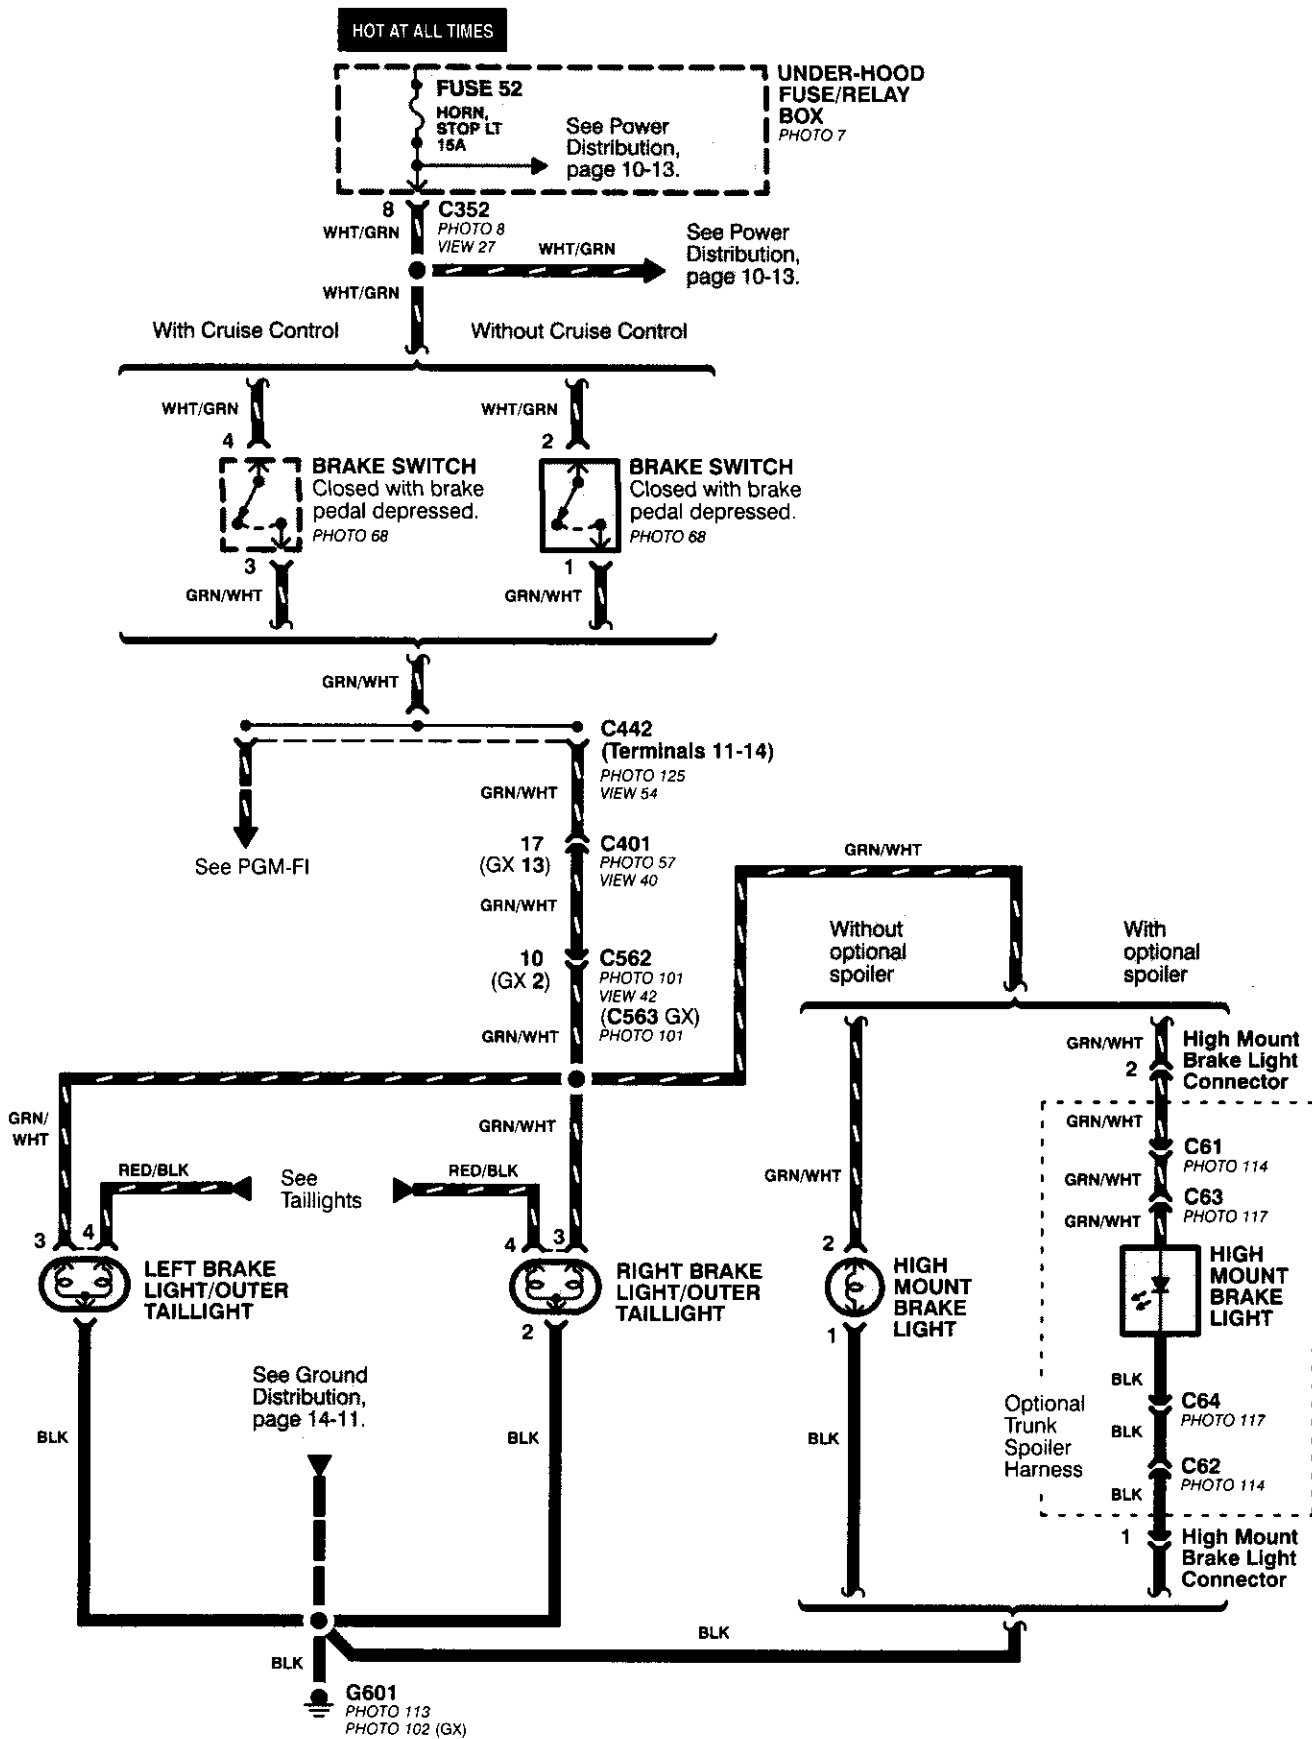 HOT AT ALL TIMES
UNDER-HOOD
FUSE/RELAY
BOX
PHOTO 7
FUSE 52
HORN,
STOP LT
15A
See Power
Distribution,
page 10-13.
8
C352
PHOTO 8
VIEW 27
WHT/GRN
WHT/GRN
See Power
Distribution,
page 10-13.
WHT/GRN
With Cruise Control
Without Cruise Control
WHT/GRN
WHT/GRN
4
2
BRAKE SWITCH
Closed with brake
pedal depressed.
PHOTO 68
BRAKE SWITCH
Closed with brake
pedal depressed.
PHOTO 68
3
1
GRN/WHT
GRN/WHT
GRN/WHT
C442
(Terminals 11-14)
PHOTO 125
VIEW 54
GRN/WHT
See PGM-FI
17
(GX 13)
C401
PHOTO 57
VIEW 40
GRN/WHT
GRN/WHT
10
(GX 2)
C562
PHOTO 101
VIEW 42
(C563 GX)
PHOTO 101
GRN/WHT
Without
optional
spoiler
With
optional
spoiler
GRN/WHT
2
High Mount
Brake Light
Connector
GRN/
WHT
GRN/WHT
GRN/WHT
C61
PHOTO 114
RED/BLK
See
Taillights
RED/BLK
GRN/WHT
GRN/WHT
C63
PHOTO 117
GRN/WHT
3
4
4
3
2
LEFT BRAKE
LIGHT/OUTER
TAILLIGHT
RIGHT BRAKE
LIGHT/OUTER
TAILLIGHT
HIGH
MOUNT
BRAKE
LIGHT
HIGH
MOUNT
BRAKE
LIGHT
2
1
See Ground
Distribution,
page 14-11.
BLK
C64
PHOTO 117
Optional
Trunk
Spoiler
Harness
BLK
BLK
BLK
BLK
C62
PHOTO 114
BLK
1
High Mount
Brake Light
Connector
BLK
BLK
G601
PHOTO 113
PHOTO 102 (GX)